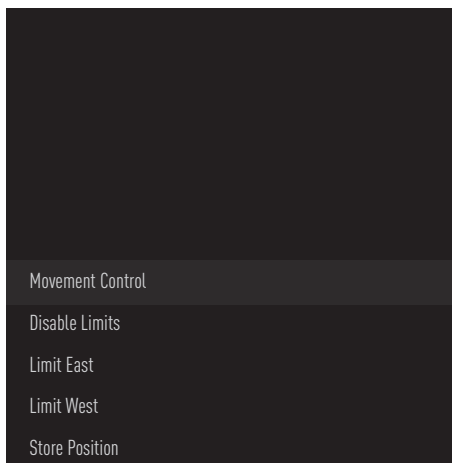 Movement Control
Disable Limits
Limit East
Limit West
Store Position